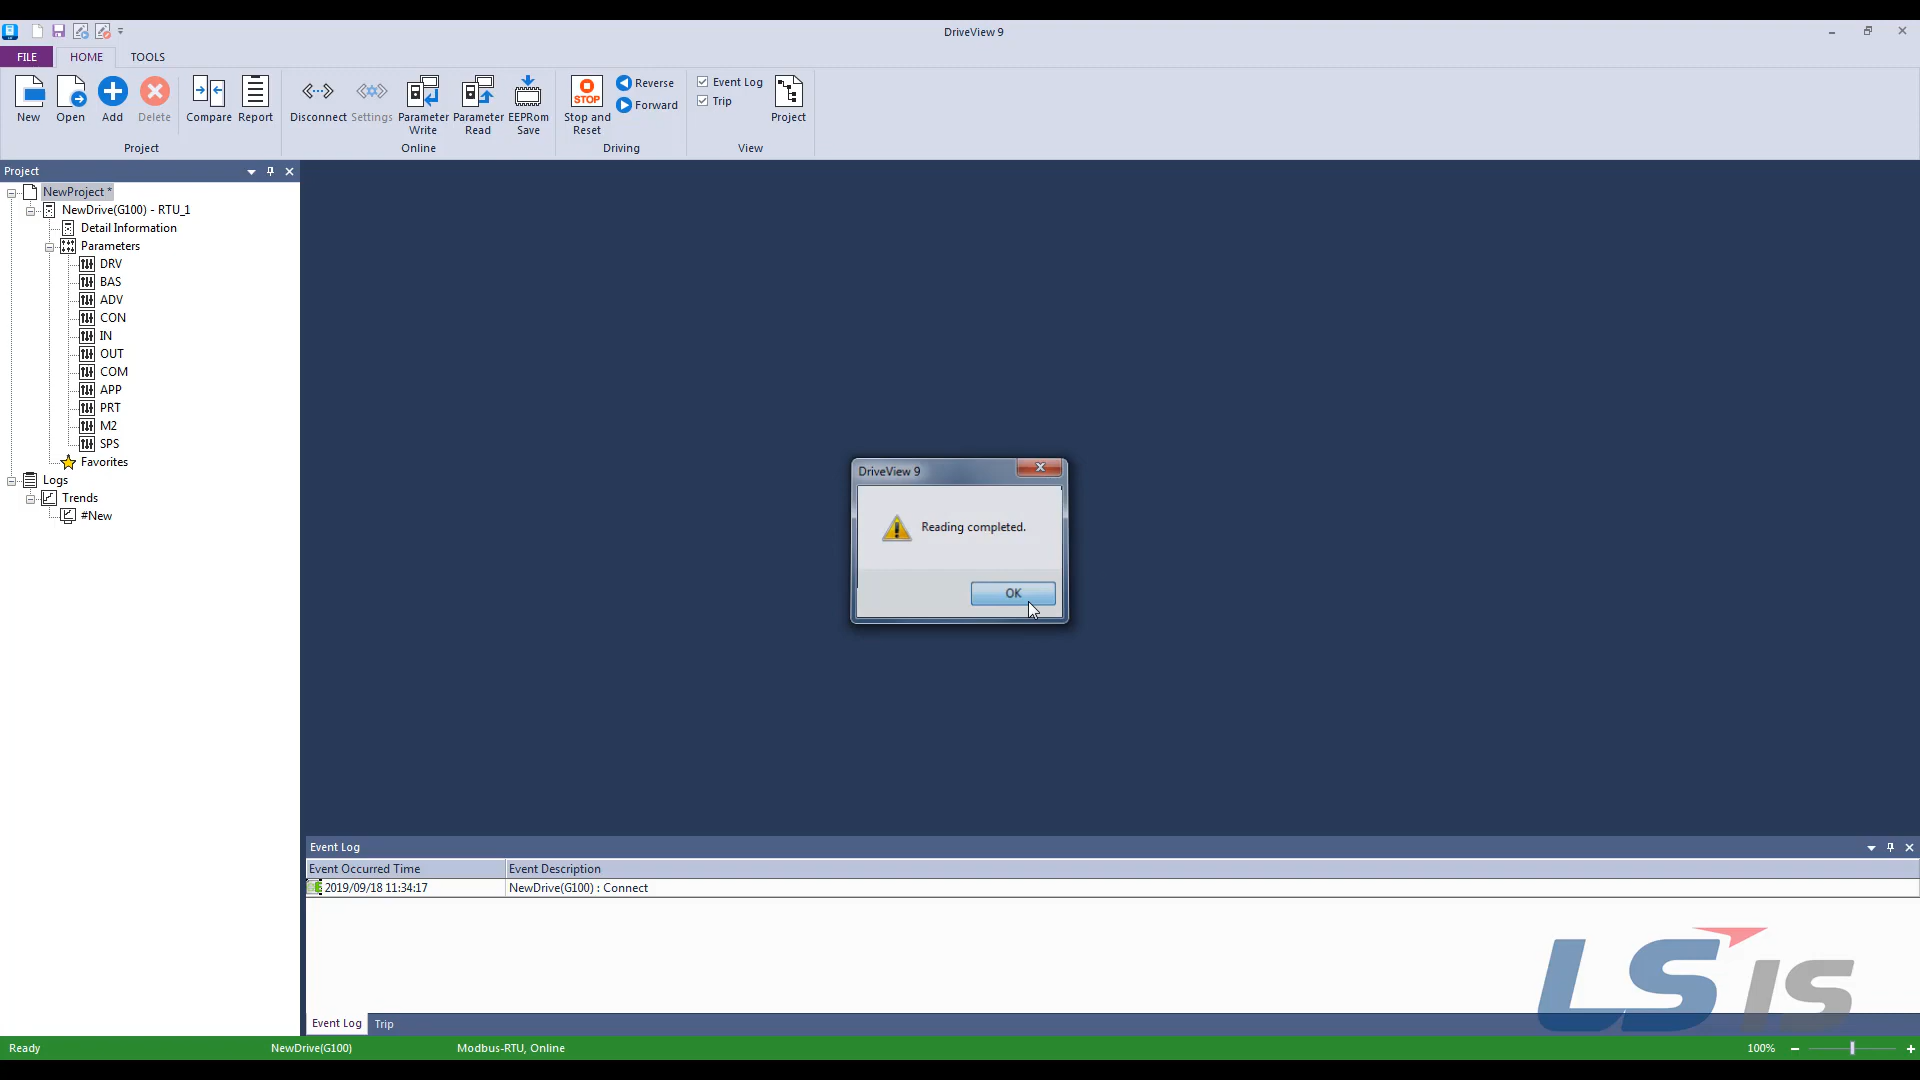 DriveView 9
FILE
HOME
TOOLS
New
Open
Add
Delete
Compare
Report
Project
Disconnect
Settings
Parameter
Write
Parameter
Read
EEPRom
Save
Online
STOP
Stop and
Reset
Reverse
Forward
Driving
Event Log
Trip
Project
View
Project
NewProject *
NewDrive(G100) - RTU_1
Detail Information
Parameters
DRV
BAS
ADV
CON
IN
OUT
COM
APP
PRT
M2
SPS
Favorites
Logs
Trends
#New
DriveView 9
Reading completed.
OK
Event Log
Event Occurred Time
Event Description
2019/09/18 11:34:17
NewDrive(G100) : Connect
LSIS
Event Log
Trip
Ready
NewDrive(G100)
Modbus-RTU, Online
100%